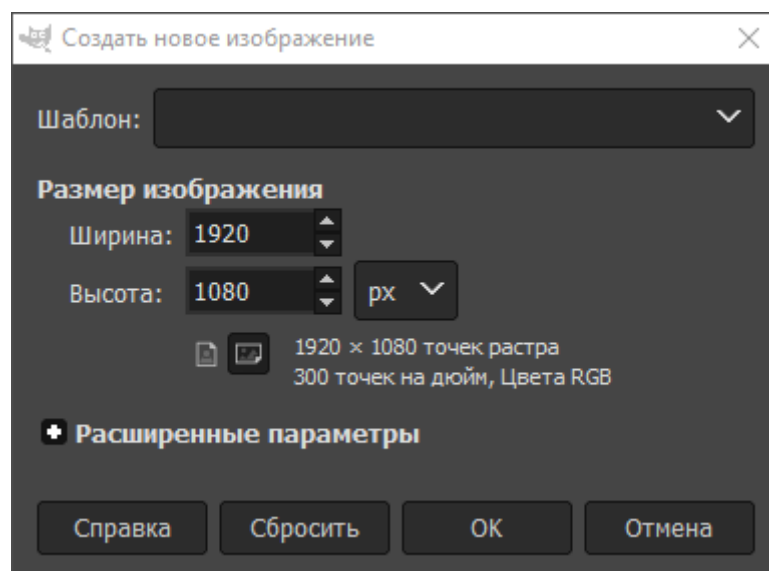 Создать новое изображение
Шаблон:
Размер изображения
Ширина: 1920
Высота: 1080 px
1920 × 1080 точек растра
300 точек на дюйм, Цвета RGB
Расширенные параметры
Справка Сбросить OK Отмена